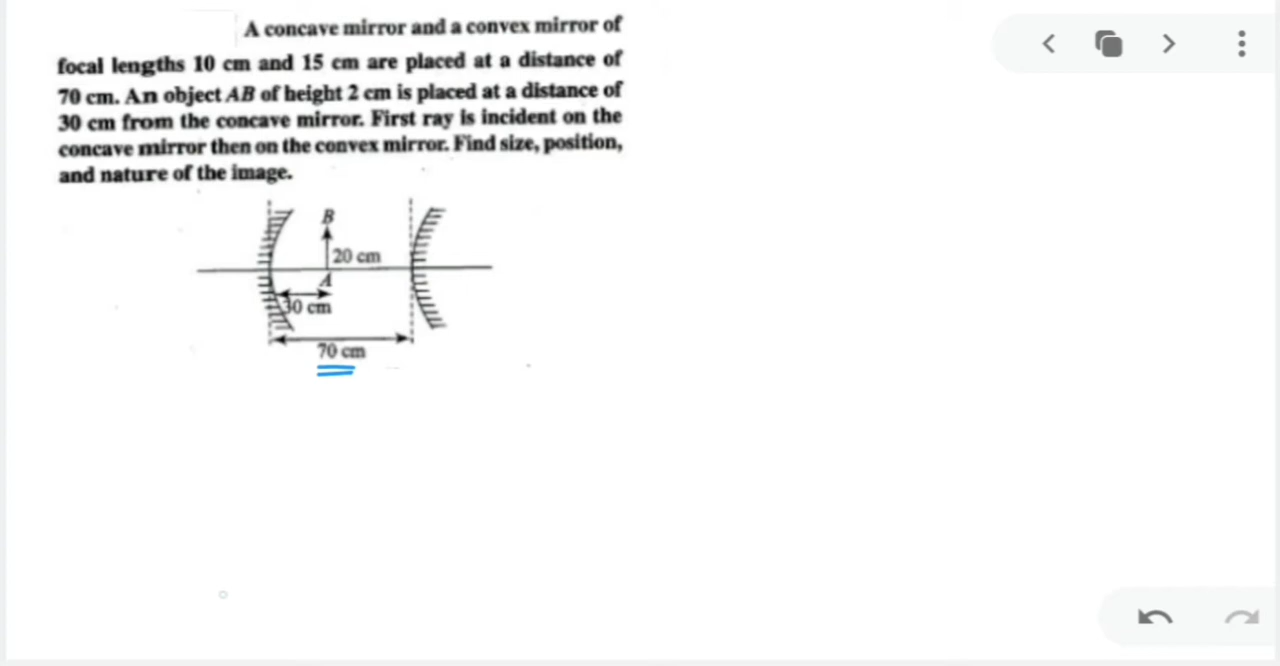 A concave mirror and a convex mirror of
focal lengths 10 cm and 15 cm are placed at a distance of
70 cm. An object AB of height 2 cm is placed at a distance of
30 cm from the concave mirror. First ray is incident on the
concave mirror then on the convex mirror. Find size, position,
and nature of the image.
B
20 cm
A
30 cm
70 cm